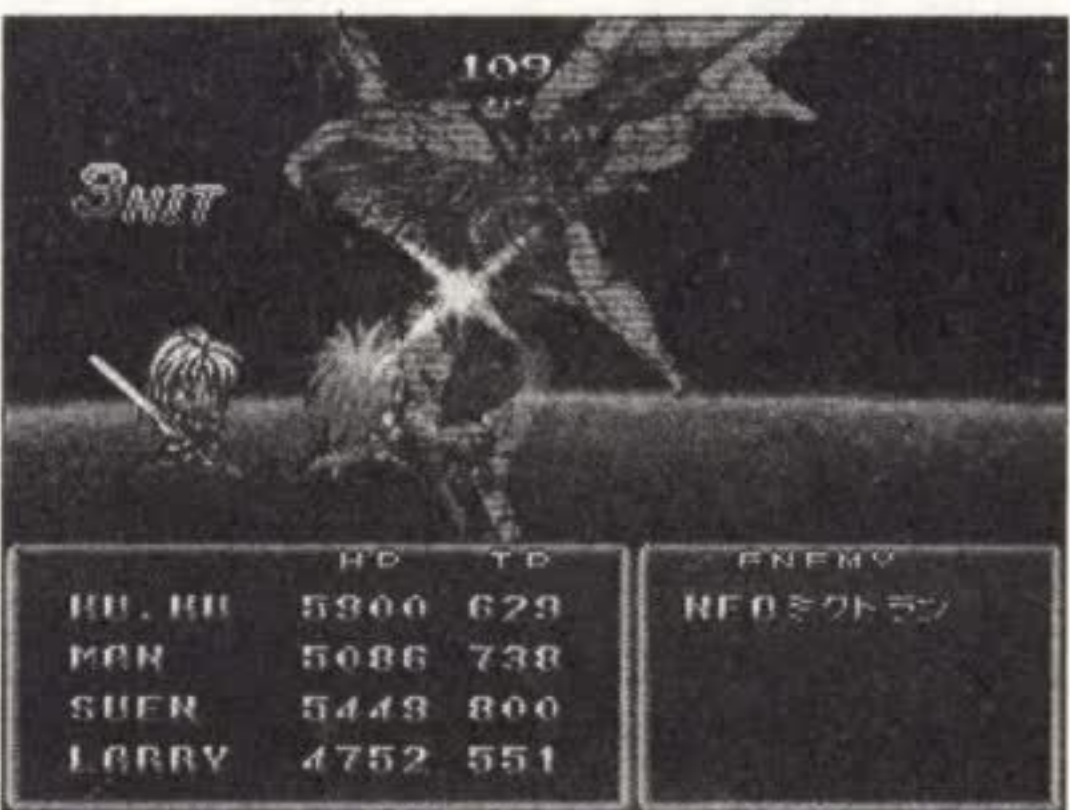 109
3HIT
HP TP
5900 629
MAN 5086 738
SUEN 5449 800
LARRY 4752 551
ENEMY
NEOミクトラン